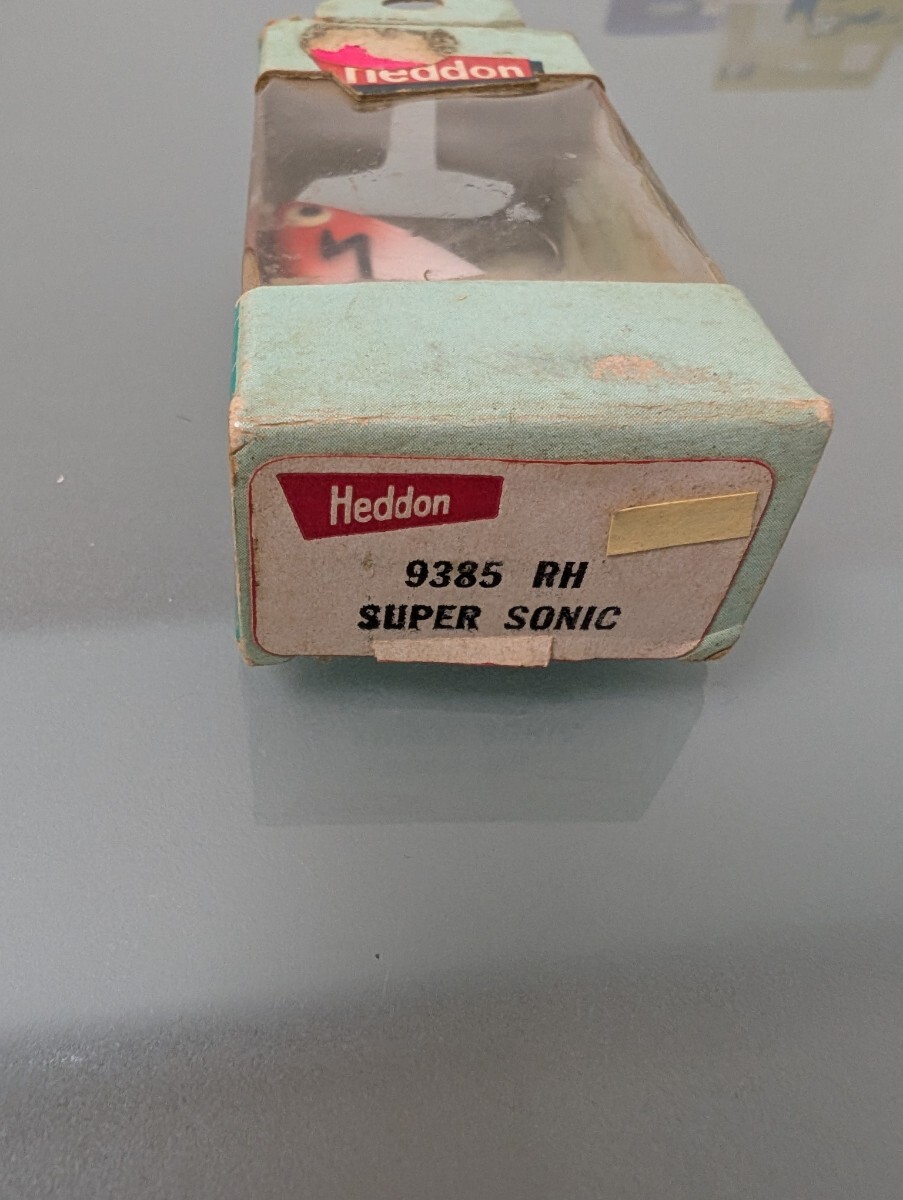 Heddon
Heddon
9385 RH
SUPER SONIC